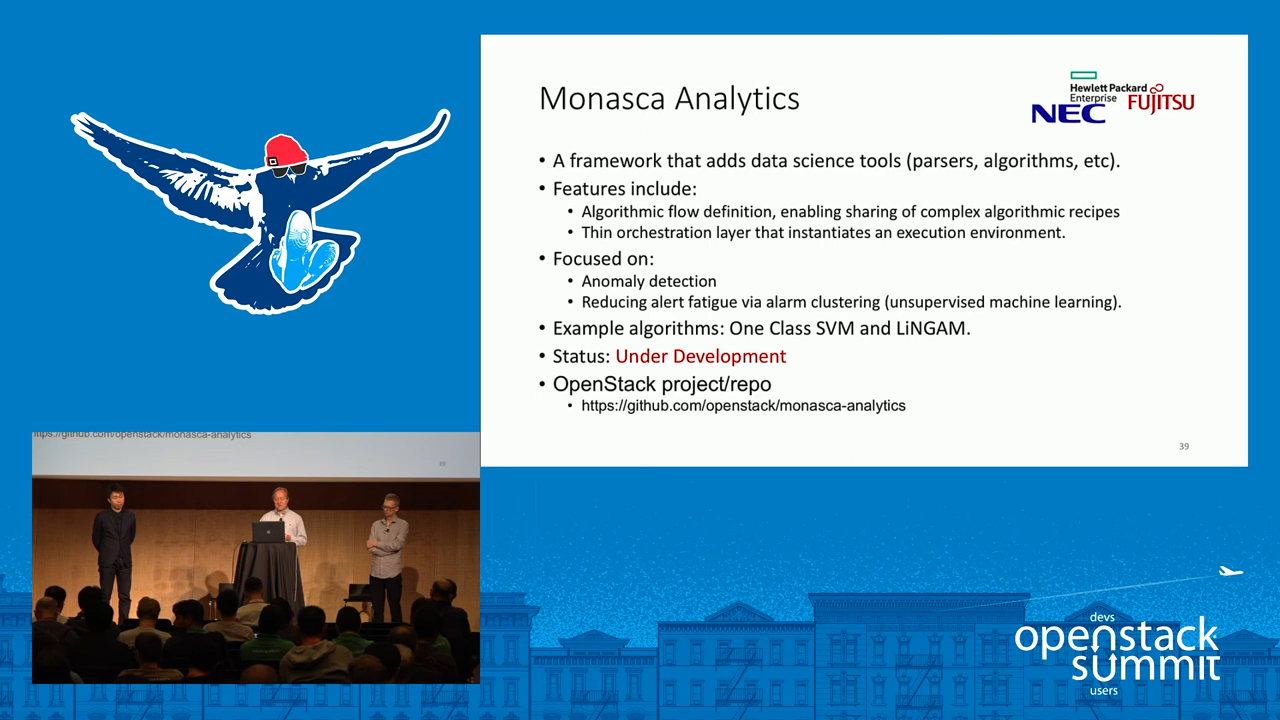 Monasca Analytics
Hewlett Packard
Enterprise
NEC
FUJITSU
• A framework that adds data science tools (parsers, algorithms, etc).
• Features include:
• Algorithmic flow definition, enabling sharing of complex algorithmic recipes
• Thin orchestration layer that instantiates an execution environment.
• Focused on:
• Anomaly detection
• Reducing alert fatigue via alarm clustering (unsupervised machine learning).
• Example algorithms: One Class SVM and LiNGAM.
• Status: Under Development
• OpenStack project/repo
• https://github.com/openstack/monasca-analytics
39
https://github.com/openstack/monasca-analytics
39
devs
openstack
summit
users